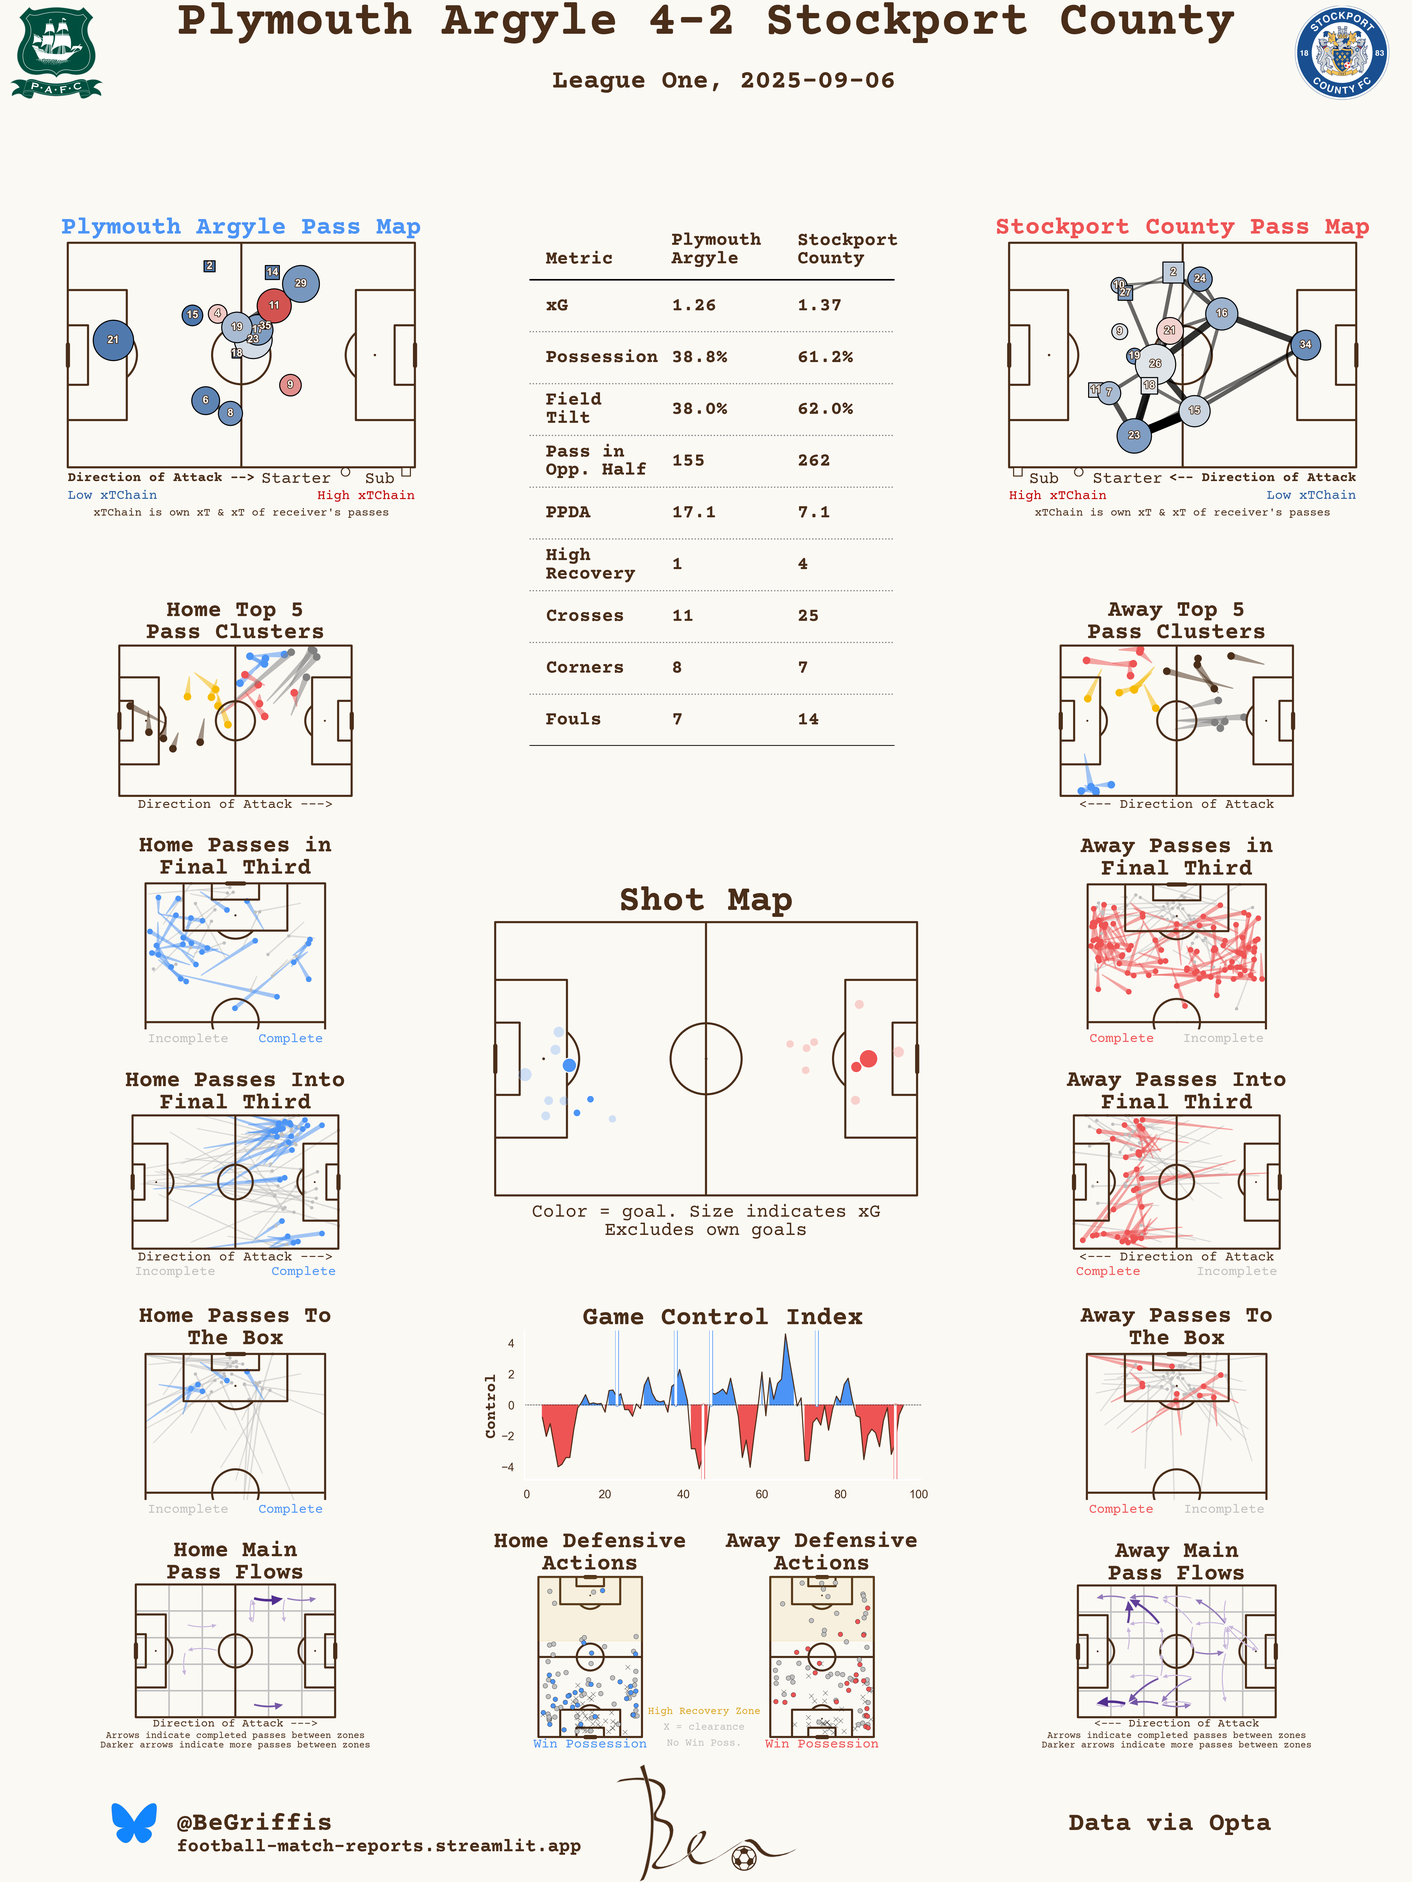 Plymouth Argyle 4-2 Stockport County
League One, 2025-09-06
P.A.F.C
STOCKPORT
18 83
COUNTY FC
Plymouth Argyle Pass Map
2
14
29
11
15
4
19
35
23
21
18
9
6
8
Direction of Attack --> Starter Sub
Low xTChain High xTChain
xTChain is own xT & xT of receiver's passes
Metric Plymouth Argyle Stockport County
xG 1.26 1.37
Possession 38.8% 61.2%
Field Tilt 38.0% 62.0%
Pass in Opp. Half 155 262
PPDA 17.1 7.1
High Recovery 1 4
Crosses 11 25
Corners 8 7
Fouls 7 14
Stockport County Pass Map
2
24
10
27
16
9
21
34
19
26
18
11
7
15
23
Sub Starter <-- Direction of Attack
High xTChain Low xTChain
xTChain is own xT & xT of receiver's passes
Home Top 5
Pass Clusters
Direction of Attack --->
Away Top 5
Pass Clusters
<--- Direction of Attack
Home Passes in
Final Third
Incomplete Complete
Away Passes in
Final Third
Complete Incomplete
Shot Map
Color = goal. Size indicates xG
Excludes own goals
Home Passes Into
Final Third
Direction of Attack --->
Incomplete Complete
Away Passes Into
Final Third
<--- Direction of Attack
Complete Incomplete
Home Passes To
The Box
Incomplete Complete
Game Control Index
Control
4
2
0
−2
−4
0 20 40 60 80 100
Away Passes To
The Box
Complete Incomplete
Home Main
Pass Flows
Direction of Attack --->
Arrows indicate completed passes between zones
Darker arrows indicate more passes between zones
Home Defensive
Actions
Win Possession
Away Defensive
Actions
Win Possession
High Recovery Zone
X = clearance
No Win Poss.
Away Main
Pass Flows
<--- Direction of Attack
Arrows indicate completed passes between zones
Darker arrows indicate more passes between zones
@BeGriffis
football-match-reports.streamlit.app
Ben
Data via Opta